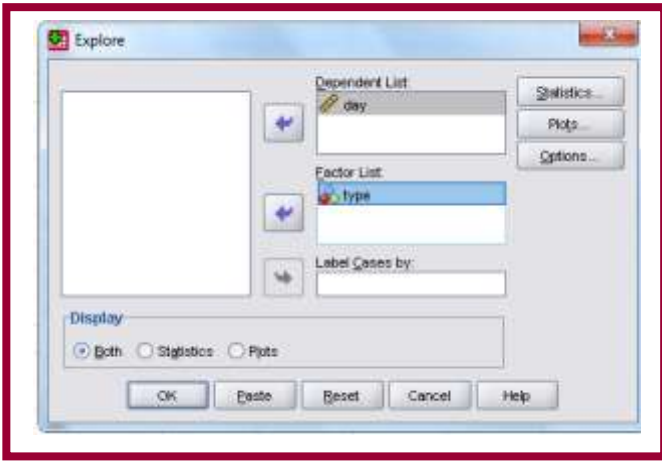 Explore
Dependent List:
day
Statistics...
Plots...
Options...
Factor List:
type
Label Cases by:
Display
Both Statistics Plots
OK Paste Reset Cancel Help